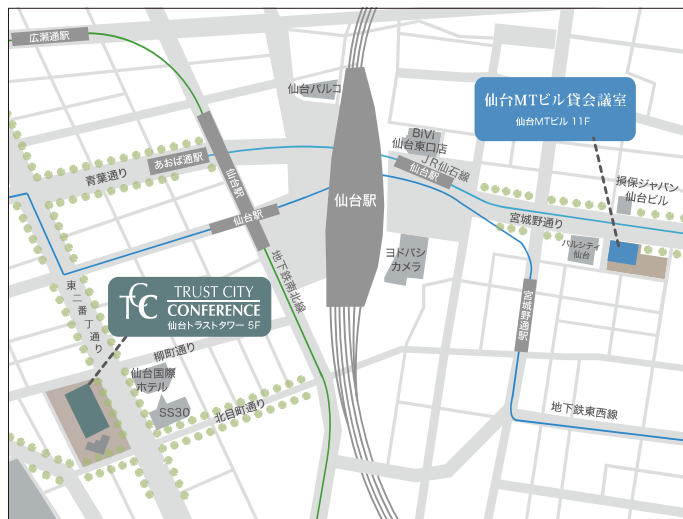 広瀬通駅
仙台パルコ
仙台MTビル貸会議室
仙台MTビル 11F
BiVi
仙台東口店
JR仙石線
仙台駅
あおば通駅
青葉通り
仙台駅
仙台駅
仙台駅
損保ジャパン
仙台ビル
宮城野通り
パルシティ
仙台
ヨドバシ
カメラ
地下鉄南北線
宮城野通駅
東二番丁通り
TCC
TRUST CITY
CONFERENCE
仙台トラストタワー 5F
柳町通り
仙台国際
ホテル
SS30
北目町通り
地下鉄東西線